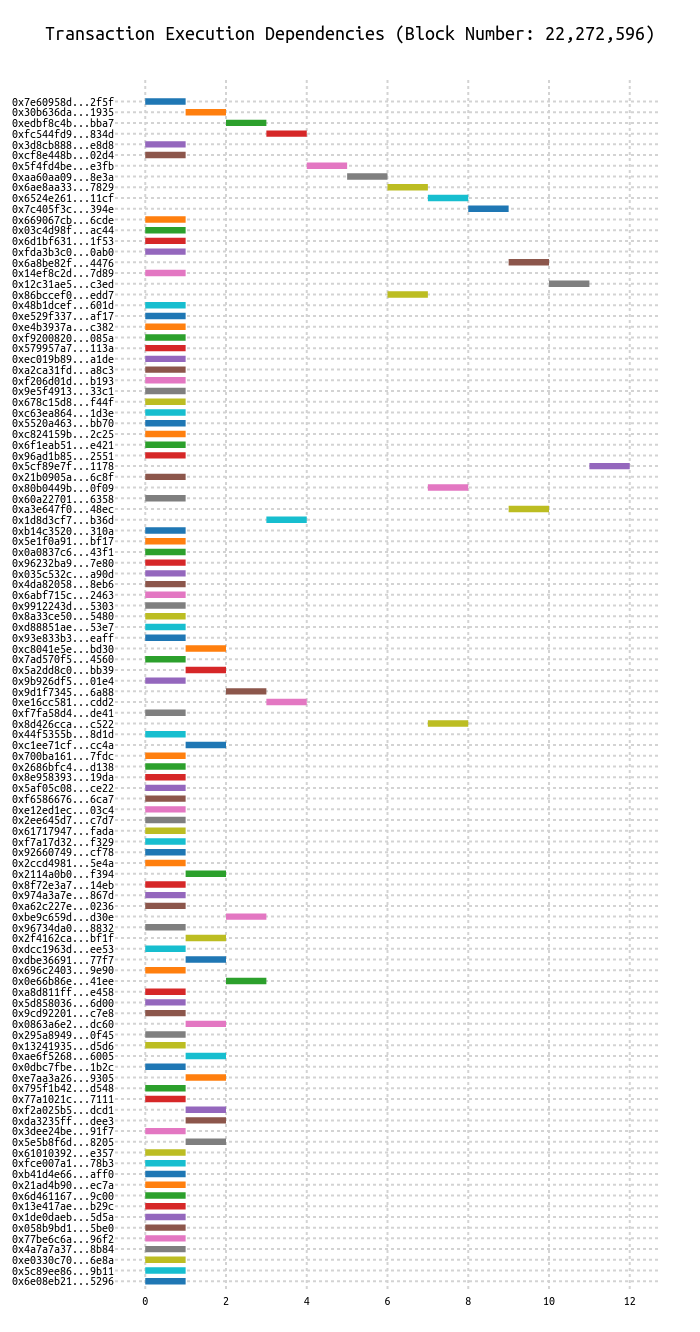 Transaction Execution Dependencies (Block Number: 22,272,596)
0x7e60958d...2f5f
0x30b636da...1935
0xedbf8c4b...bba7
0xfc544fd9...834d
0x3d8cb888...e8d8
0xcf8e448b...02d4
0x5f4fd4be...e3fb
0xaa60aa09...8e3a
0x6ae8aa33...7829
0x6524e261...11cf
0x7c405f3c...394e
0x669067cb...6cde
0x03c4d98f...ac44
0x6d1bf631...1f53
0xfda3b3c0...0ab0
0x6a8be82f...4476
0x14ef8c2d...7d89
0x12c31ae5...c3ed
0x86bccef0...edd7
0x48b1dcef...601d
0xe529f337...af17
0xe4b3937a...c382
0xf9200820...085a
0x579957a7...113a
0xec019b89...a1de
0xa2ca31fd...a8c3
0xf206d01d...b193
0x9e5f4913...33c1
0x678c15d8...f44f
0xc63ea864...1d3e
0x5520a463...bb70
0xc824159b...2c25
0x6f1eab51...e421
0x96ad1b85...2551
0x5cf89e7f...1178
0x21b0905a...6c8f
0x80b0449b...0f09
0x60a22701...6358
0xa3e647f0...48ec
0x1d8d3cf7...b36d
0xb14c3520...310a
0x5e1f0a91...bf17
0x0a0837c6...43f1
0x96232ba9...7e80
0x035c532c...a90d
0x4da82058...8eb6
0x6abf715c...2463
0x9912243d...5303
0x8a33ce50...5480
0xd88851ae...53e7
0x93e833b3...eaff
0xc8041e5e...bd30
0x7ad570f5...4560
0x5a2dd8c0...bb39
0x9b926df5...01e4
0x9d1f7345...6a88
0xe16cc581...cdd2
0xf7fa58d4...de41
0x8d426cca...c522
0x44f5355b...8d1d
0xc1ee71cf...cc4a
0x700ba161...7fdc
0x2686bfc4...d138
0x8e958393...19da
0x5af05c08...ce22
0xf6586676...6ca7
0xe12ed1ec...03c4
0x2ee645d7...c7d7
0x61717947...fada
0xf7a17d32...f329
0x92660749...cf78
0x2ccd4981...5e4a
0x2114a0b0...f394
0x8f72e3a7...14eb
0x974a3a7e...867d
0xa62c227e...0236
0xbe9c659d...d30e
0x96734da0...8832
0x2f4162ca...bf1f
0xdcc1963d...ee53
0xdbe36691...77f7
0x696c2403...9e90
0x0e66b86e...41ee
0xa8d811ff...e458
0x5d858036...6d00
0x9cd92201...c7e8
0x0863a6e2...dc60
0x295a8949...0f45
0x13241935...d5d6
0xae6f5268...6005
0x0dbc7fbe...1b2c
0xe7aa3a26...9305
0x795f1b42...d548
0x77a1021c...7111
0xf2a025b5...dcd1
0xda3235ff...dee3
0x3dee24be...91f7
0x5e5b8f6d...8205
0x61010392...e357
0xfce007a1...78b3
0xb41d4e66...aff0
0x21ad4b90...ec7a
0x6d461167...9c00
0x13e417ae...b29c
0x1de0daeb...5d5a
0x058b9bd1...5be0
0x77be6c6a...96f2
0x4a7a7a37...8b84
0xe0330c70...6e8a
0x5c89ee86...9b11
0x6e08eb21...5296
0 2 4 6 8 10 12